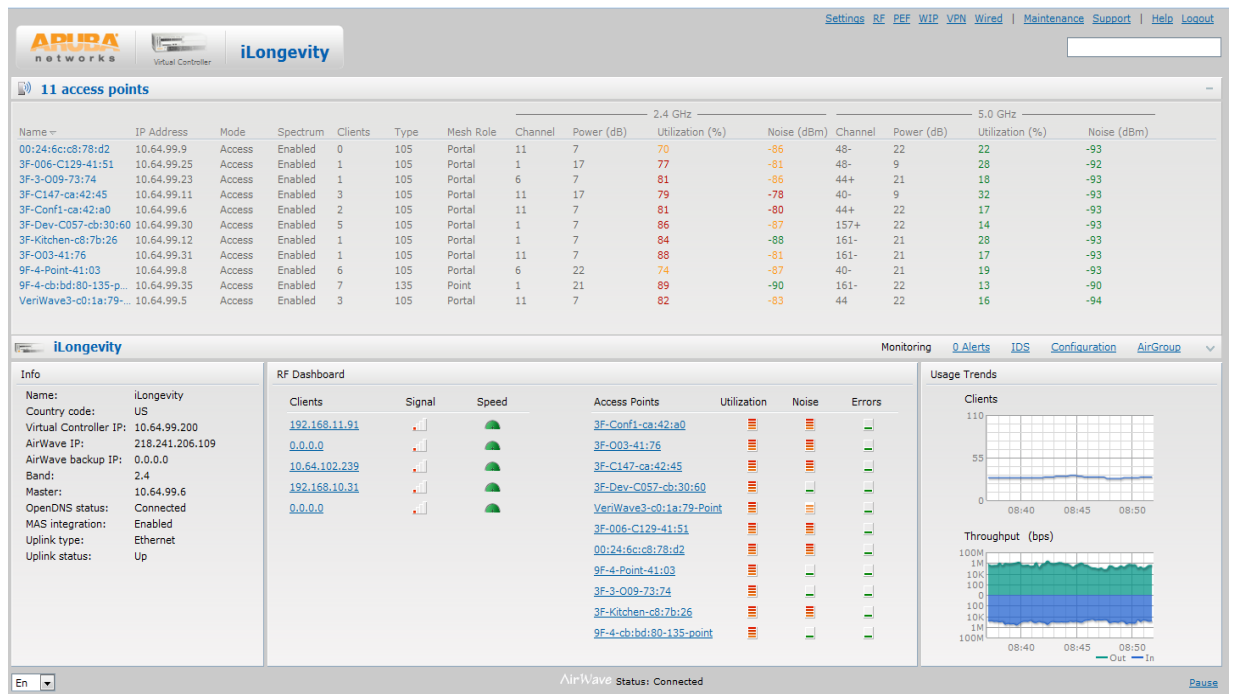 Settings RF PEF WIP VPN Wired | Maintenance Support | Help Logout
ARUBA networks
Virtual Controller
iLongevity
11 access points
2.4 GHz 5.0 GHz
Name IP Address Mode Spectrum Clients Type Mesh Role Channel Power (dB) Utilization (%) Noise (dBm) Channel Power (dB) Utilization (%) Noise (dBm)
00:24:6c:c8:78:d2 10.64.99.9 Access Enabled 0 105 Portal 11 7 70 -86 48- 22 22 -93
3F-006-C129-41:51 10.64.99.25 Access Enabled 1 105 Portal 1 17 77 -81 48- 9 28 -92
3F-3-O09-73:74 10.64.99.23 Access Enabled 1 105 Portal 6 7 81 -86 44+ 21 18 -93
3F-C147-ca:42:45 10.64.99.11 Access Enabled 3 105 Portal 11 17 79 -78 40- 9 32 -93
3F-Conf1-ca:42:a0 10.64.99.6 Access Enabled 2 105 Portal 11 7 81 -80 44+ 22 17 -93
3F-Dev-C057-cb:30:60 10.64.99.30 Access Enabled 5 105 Portal 1 7 86 -87 157+ 22 14 -93
3F-Kitchen-c8:7b:26 10.64.99.12 Access Enabled 1 105 Portal 1 7 84 -88 161- 21 28 -93
3F-O03-41:76 10.64.99.31 Access Enabled 1 105 Portal 11 7 88 -81 161- 21 17 -93
9F-4-Point-41:03 10.64.99.8 Access Enabled 6 105 Portal 6 22 74 -87 40- 21 19 -93
9F-4-cb:bd:80-135-p... 10.64.99.35 Access Enabled 7 135 Point 1 21 89 -90 161- 22 13 -90
VeriWave3-c0:1a:79-... 10.64.99.5 Access Enabled 3 105 Portal 11 7 82 -83 44 22 16 -94
iLongevity
Monitoring 0 Alerts IDS Configuration AirGroup
Info
Name: iLongevity
Country code: US
Virtual Controller IP: 10.64.99.200
AirWave IP: 218.241.206.109
AirWave backup IP: 0.0.0.0
Band: 2.4
Master: 10.64.99.6
OpenDNS status: Connected
MAS integration: Enabled
Uplink type: Ethernet
Uplink status: Up
RF Dashboard
Clients Signal Speed
192.168.11.91
0.0.0.0
10.64.102.239
192.168.10.31
0.0.0.0
Access Points Utilization Noise Errors
3F-Conf1-ca:42:a0
3F-O03-41:76
3F-C147-ca:42:45
3F-Dev-C057-cb:30:60
VeriWave3-c0:1a:79-Point
3F-006-C129-41:51
00:24:6c:c8:78:d2
9F-4-Point-41:03
3F-3-O09-73:74
3F-Kitchen-c8:7b:26
9F-4-cb:bd:80-135-point
Usage Trends
Clients
110
55
0
08:40 08:45 08:50
Throughput (bps)
100M
1M
10K
100
0
100
10K
1M
100M
08:40 08:45 08:50
Out In
En
AirWave Status: Connected
Pause